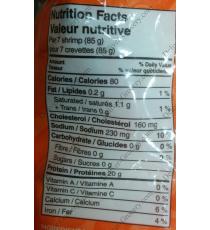 Nutrition Facts
Valeur nutritive
Per 7 shrimp (85 g)
pour 7 crevettes (85 g)
Amount
Teneur
% Daily Value
% valeur quotidienne
Calories / Calories 80
Fat / Lipides 0.2 g 1 %
Saturated / saturés 1.1 g
+ Trans / trans 0 g 1 %
Cholesterol / Cholestérol 160 mg
Sodium / Sodium 230 mg 10 %
Carbohydrate / Glucides 0 g 0 %
Fibre / Fibres 0 g 0 %
Sugars / Sucres 0 g
Protein / Protéines 20 g
Vitamin A / Vitamine A 0 %
Vitamin C / Vitamine C 0 %
Calcium / Calcium 6 %
Iron / Fer 4 %